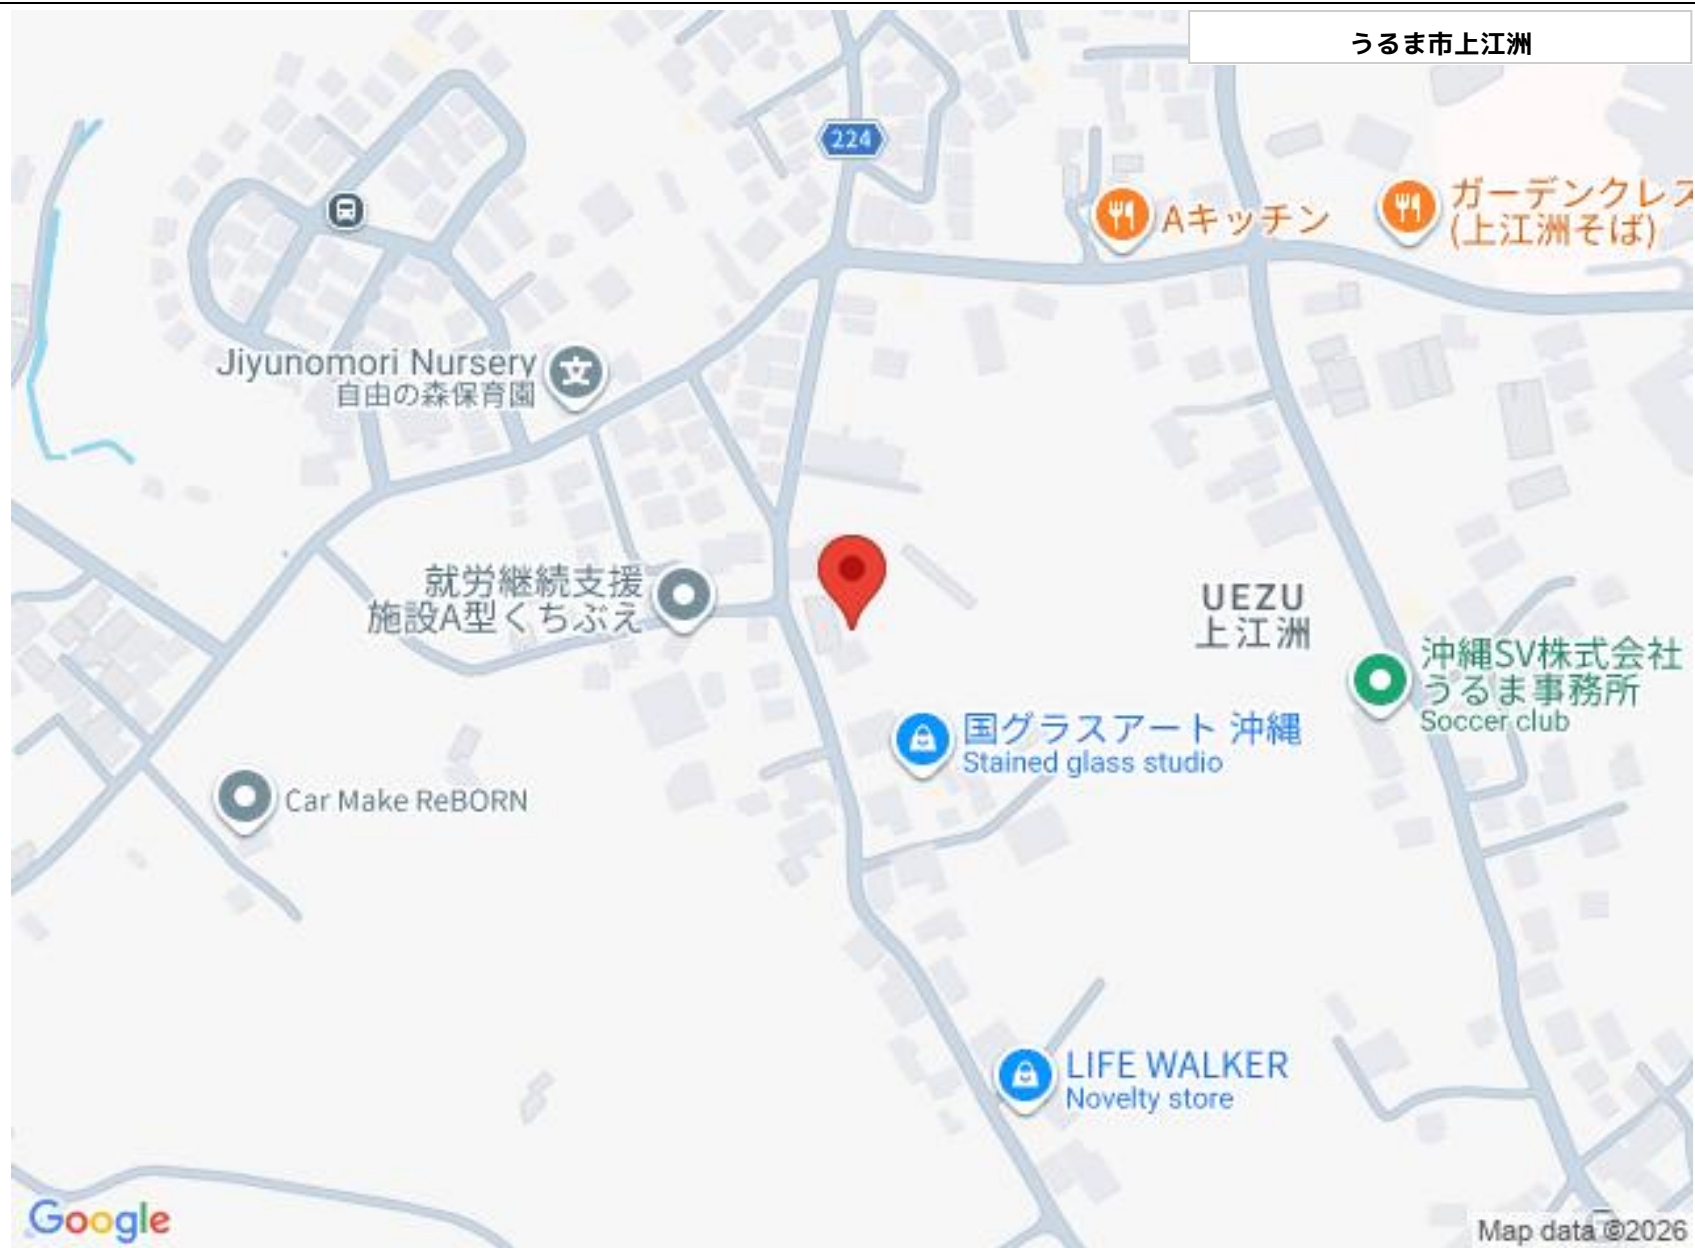 うるま市上江洲
224
Aキッチン
ガーデンクレス
(上江洲そば)
Jiyunomori Nursery
自由の森保育園
就労継続支援
施設A型くちぶえ
UEZU
上江洲
沖縄SV株式会社
うるま事務所
Soccer club
国グラスアート 沖縄
Stained glass studio
Car Make ReBORN
LIFE WALKER
Novelty store
Google
Map data ©2026